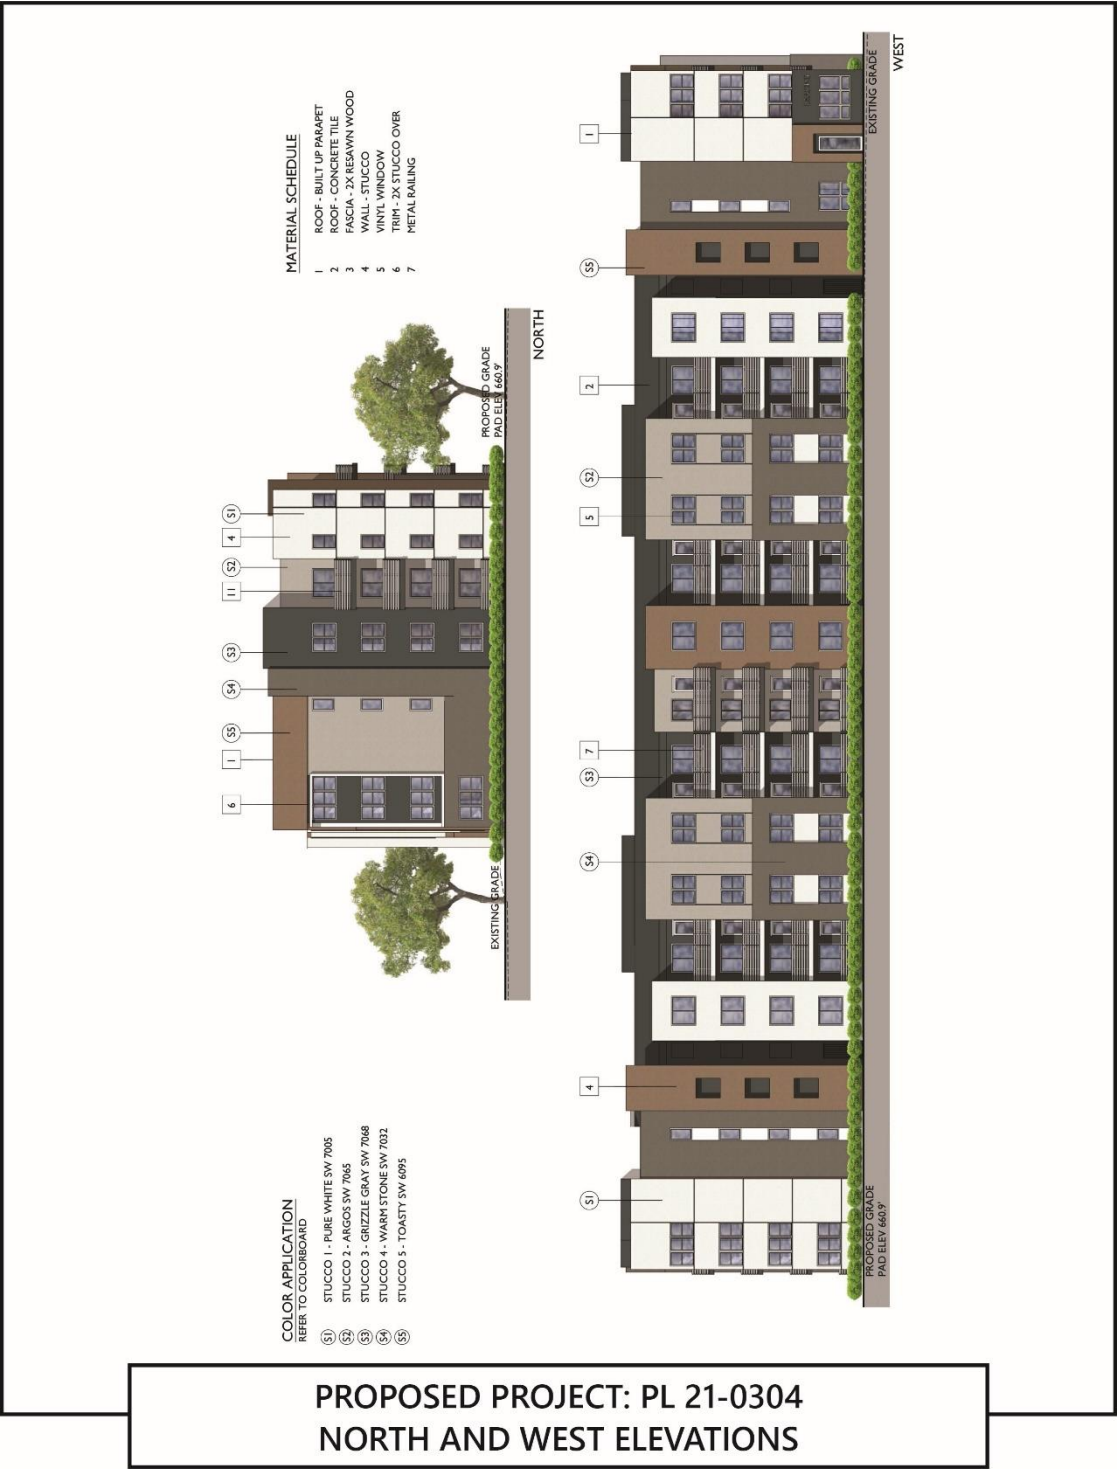 COLOR APPLICATION
REFER TO COLORBOARD
S1 STUCCO 1 - PURE WHITE SW 7005
S2 STUCCO 2 - ARGOS SW 7065
S3 STUCCO 3 - GRIZZLE GRAY SW 7068
S4 STUCCO 4 - WARM STONE SW 7032
S5 STUCCO 5 - TOASTY SW 6095
MATERIAL SCHEDULE
1 ROOF - BUILT UP PARAPET
2 ROOF - CONCRETE TILE
3 FASCIA - 2X RESAWN WOOD
4 WALL - STUCCO
5 VINYL WINDOW
6 TRIM - 2X STUCCO OVER
7 METAL RAILING
6
1
S5
S4
S3
11
S2
4
S1
EXISTING GRADE
PROPOSED GRADE
PAD ELEV 660.9'
NORTH
S1
4
S4
S3
7
5
S2
2
S5
1
PROPOSED GRADE
PAD ELEV 660.9'
EXISTING GRADE
WEST
PROPOSED PROJECT: PL 21-0304
NORTH AND WEST ELEVATIONS